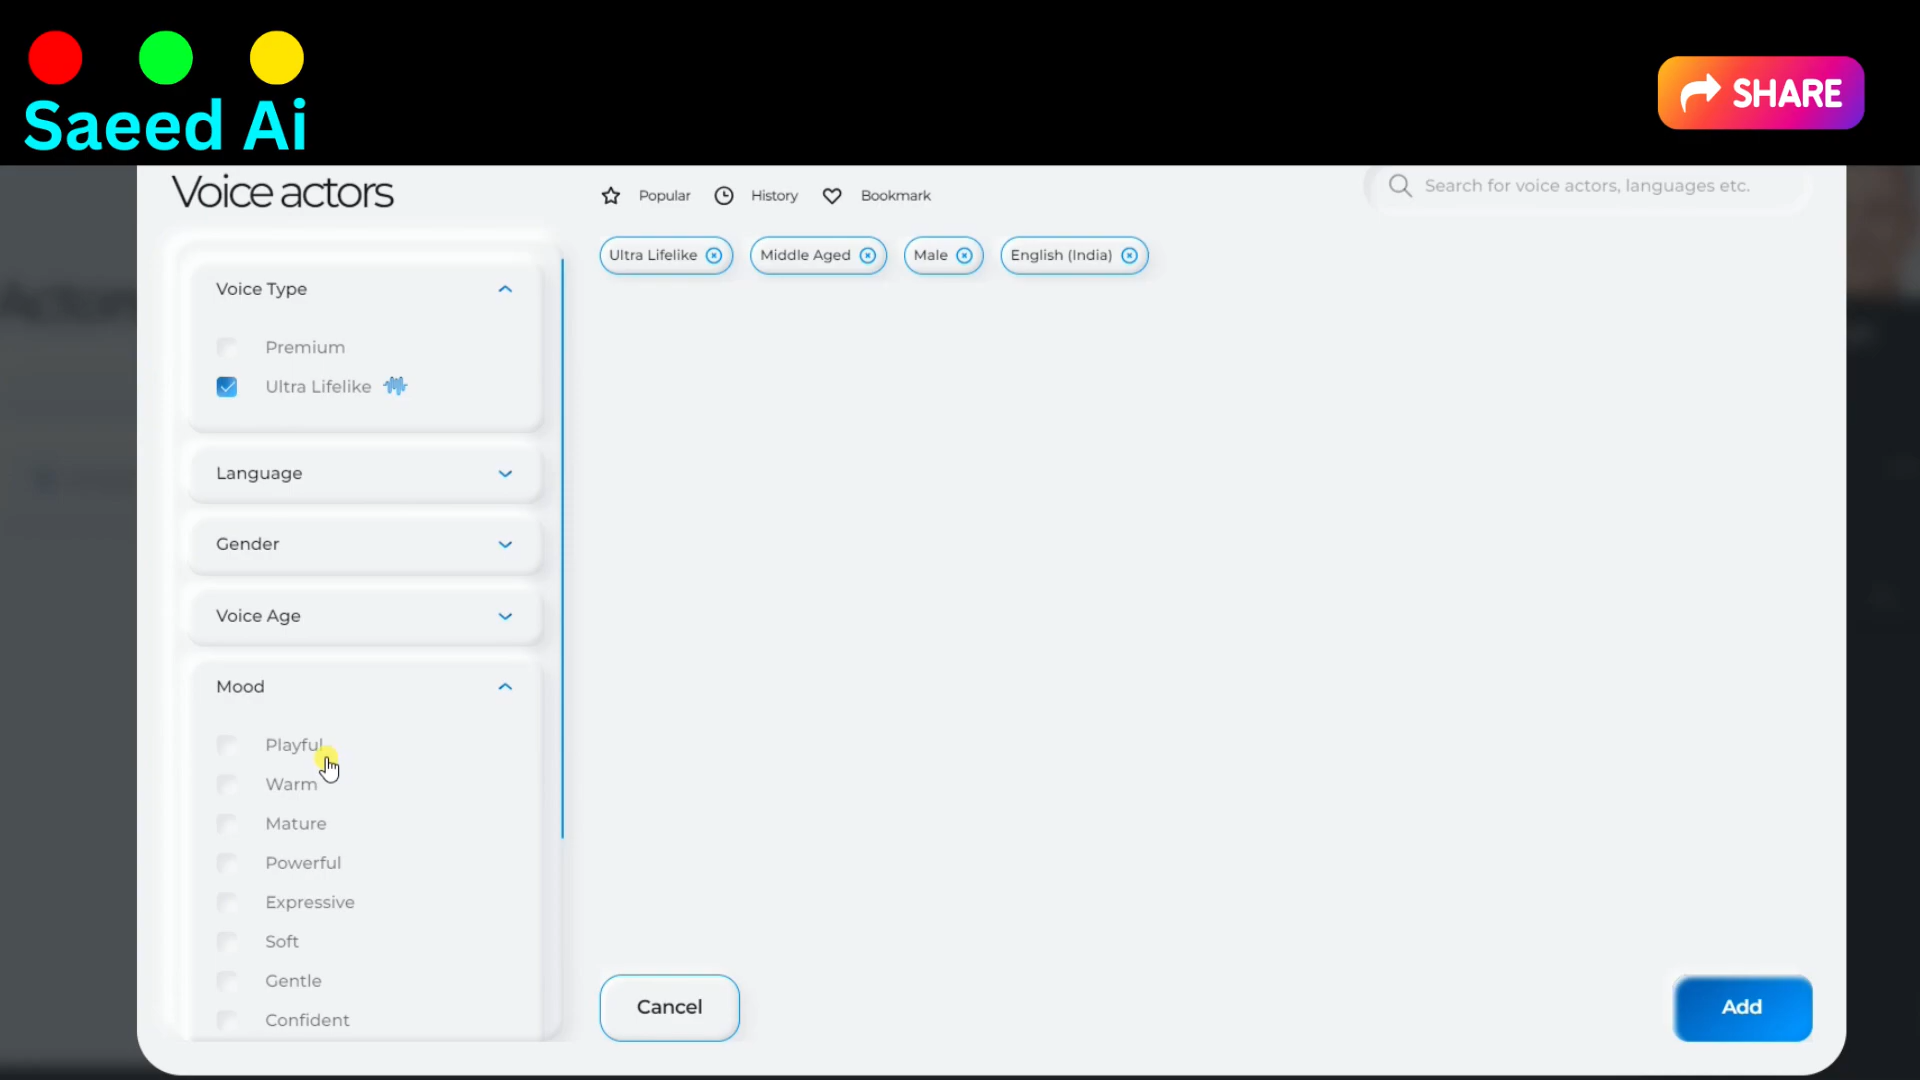 Saeed Ai
SHARE
Voice actors
Popular
History
Bookmark
Search for voice actors, languages etc.
Ultra Lifelike
Middle Aged
Male
English (India)
Voice Type
Premium
Ultra Lifelike
Language
Gender
Voice Age
Mood
Playful
Warm
Mature
Powerful
Expressive
Soft
Gentle
Confident
Cancel
Add